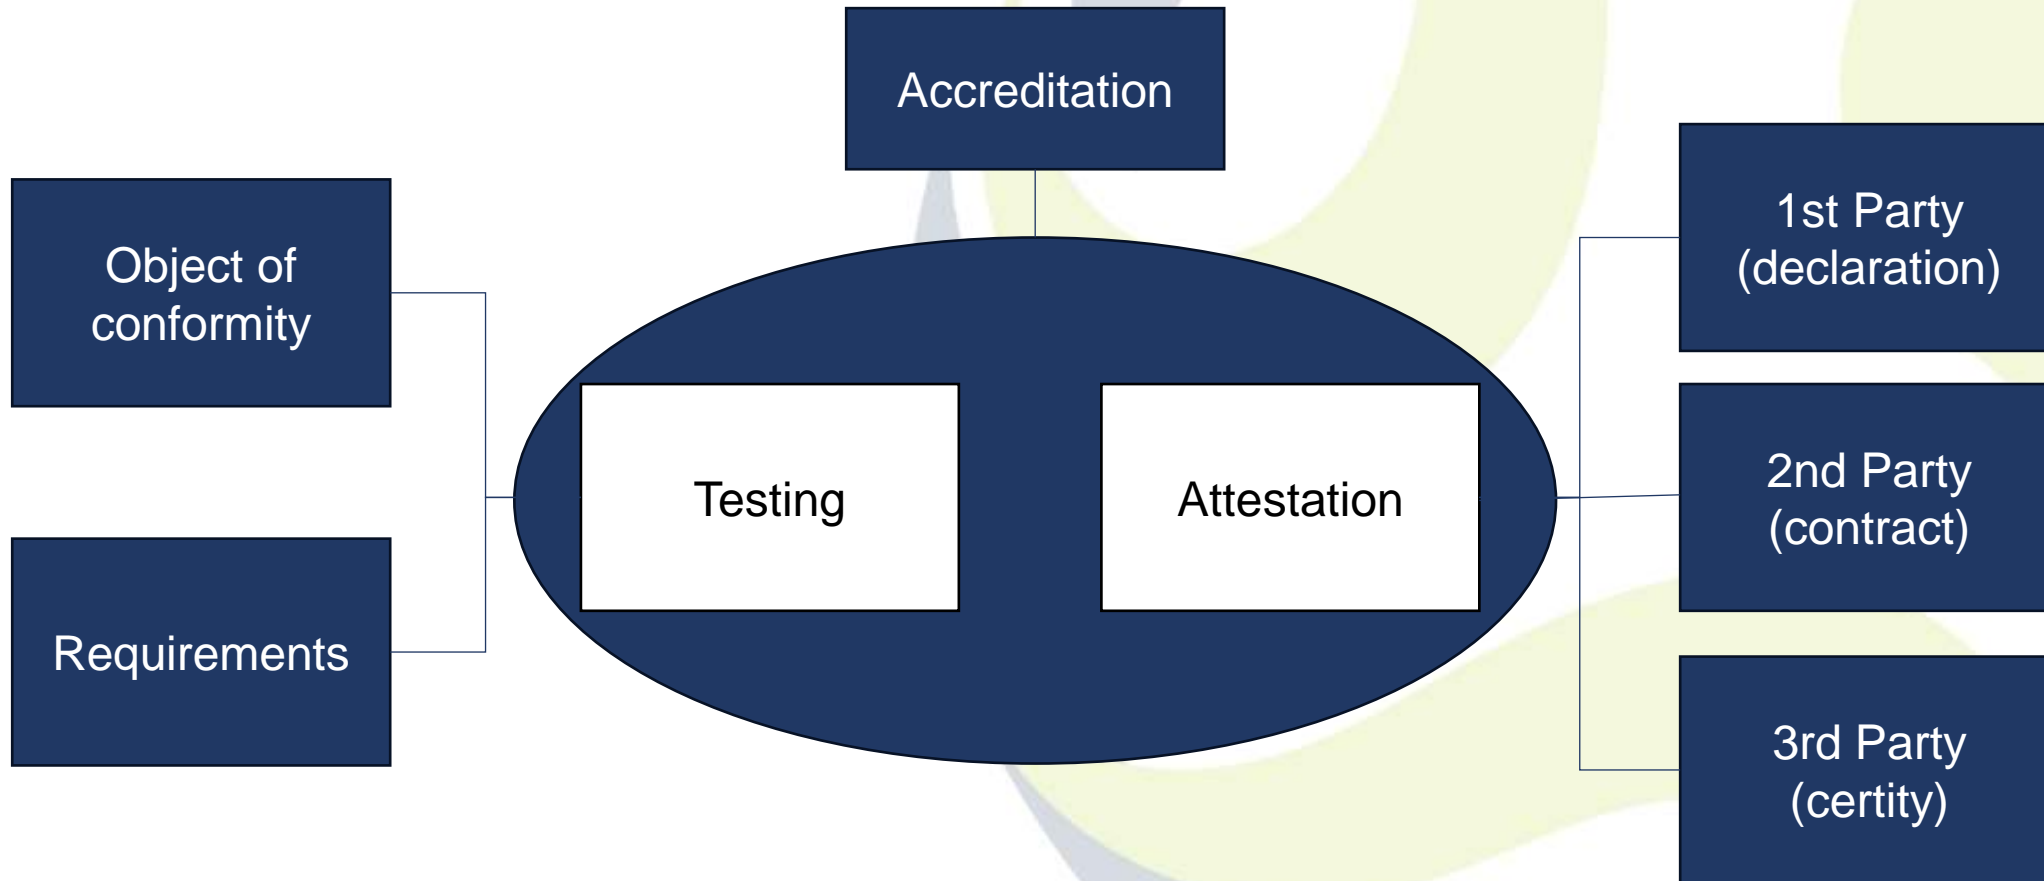 Accreditation
Object of
conformity
Requirements
Testing
Attestation
1st Party
(declaration)
2nd Party
(contract)
3rd Party
(certity)